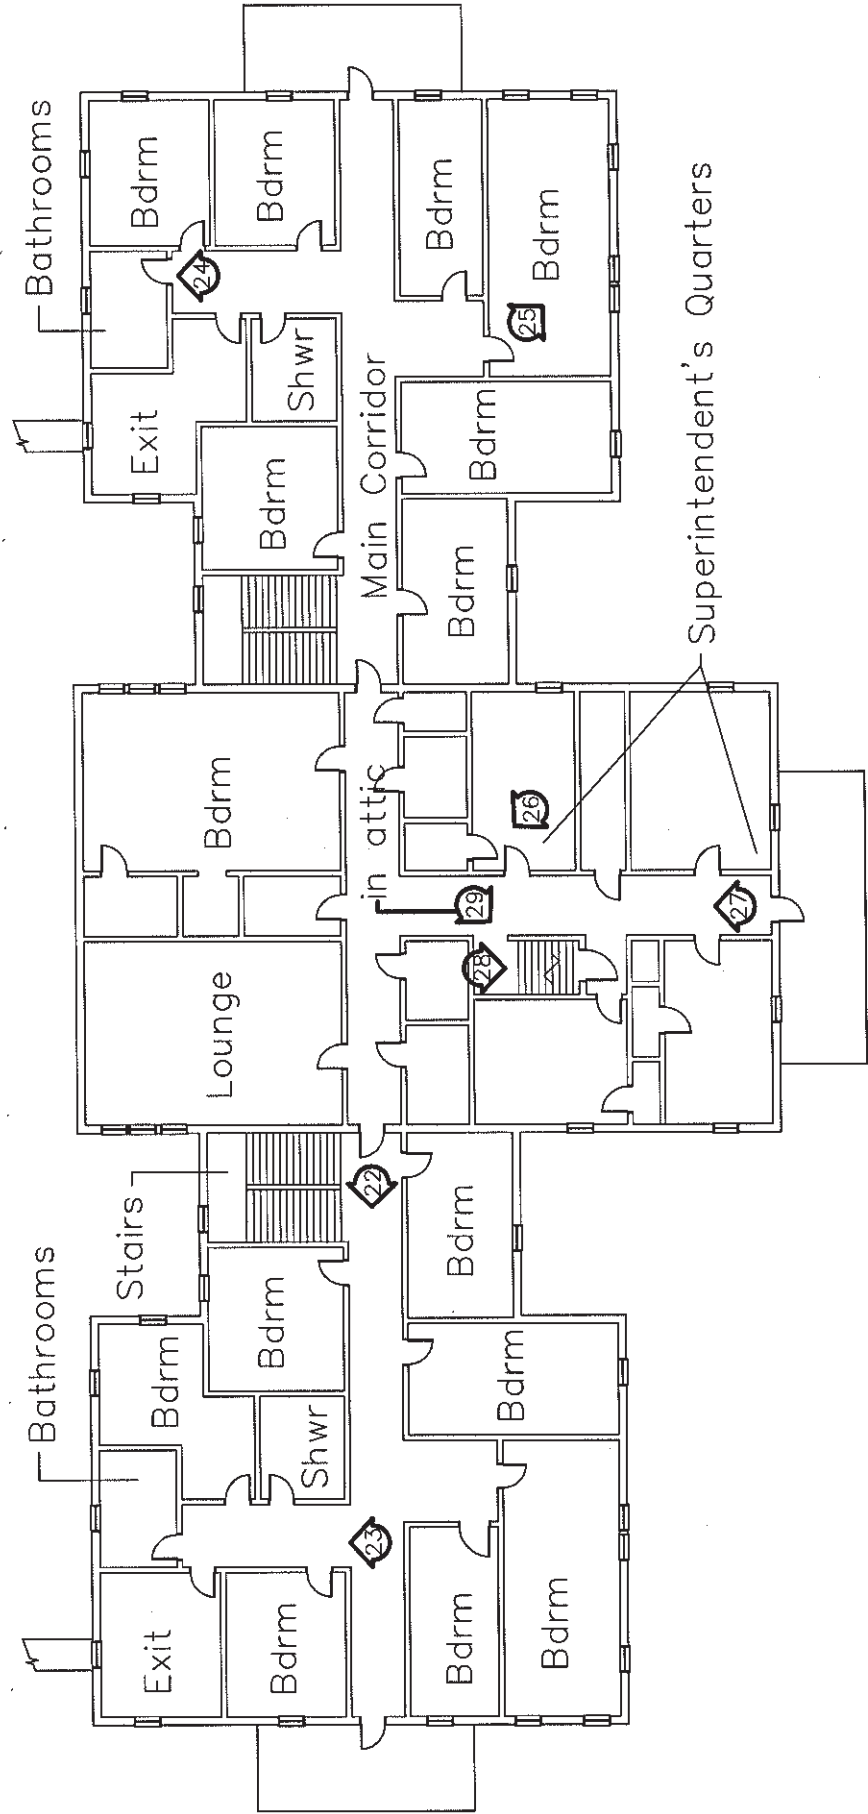 Bathrooms
Bathrooms
Stairs
Bdrm
Exit
Bdrm
Exit
24
Lounge
Bdrm
Bdrm
Bdrm
Bdrm
Bdrm
Shwr
Shwr
23
22
in attic
Main Corridor
Bdrm
Bdrm
28
29
Bdrm
Bdrm
Bdrm
Bdrm
Bdrm
26
25
Bdrm
Superintendent's Quarters
27